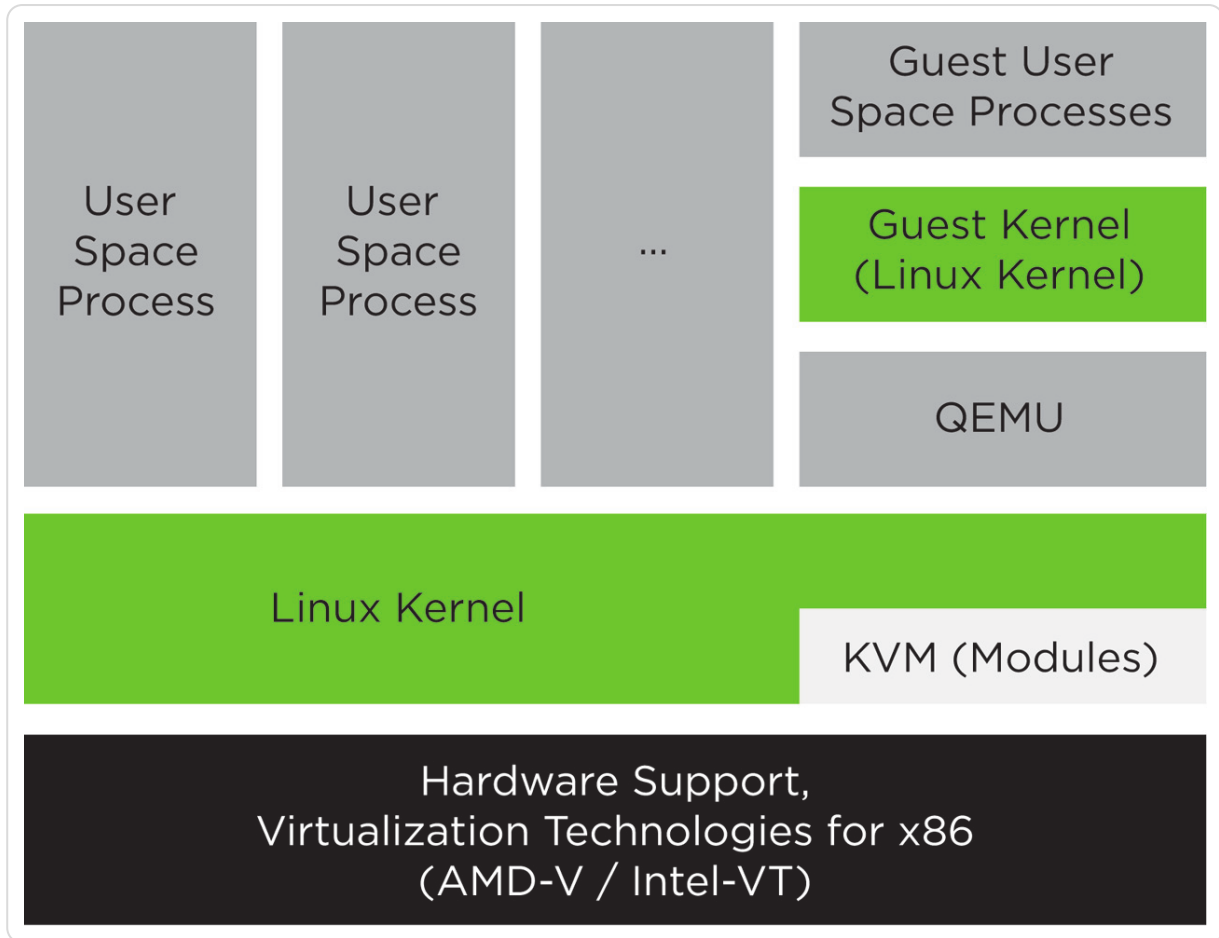 User
Space
Process
User
Space
Process
...
Guest User
Space Processes
Guest Kernel
(Linux Kernel)
QEMU
Linux Kernel
KVM (Modules)
Hardware Support,
Virtualization Technologies for x86
(AMD-V / Intel-VT)